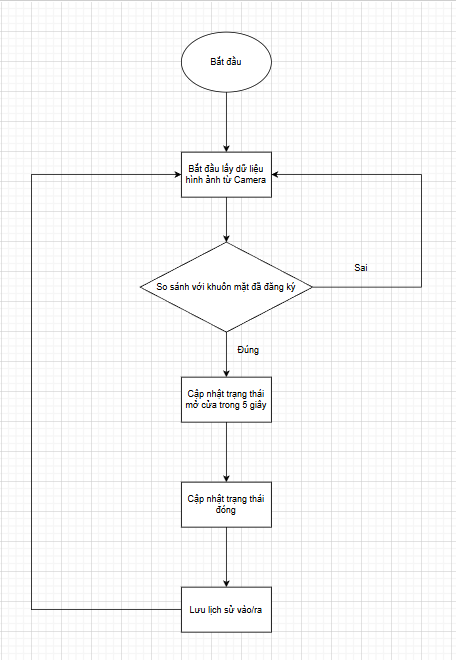 Bắt đầu
Bắt đầu lấy dữ liệu
hình ảnh từ Camera
So sánh với khuôn mặt đã đăng ký
Sai
Đúng
Cập nhật trạng thái
mở cửa trong 5 giây
Cập nhật trạng thái
đóng
Lưu lịch sử vào/ra